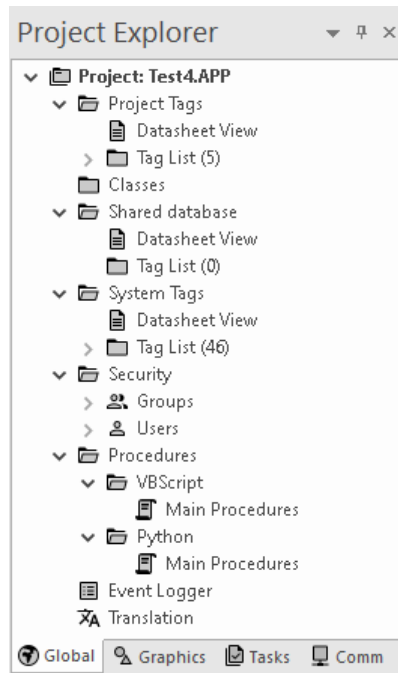 Project Explorer
Project: Test4.APP
Project Tags
Datasheet View
Tag List (5)
Classes
Shared database
Datasheet View
Tag List (0)
System Tags
Datasheet View
Tag List (46)
Security
Groups
Users
Procedures
VBScript
Main Procedures
Python
Main Procedures
Event Logger
Translation
Global Graphics Tasks Comm